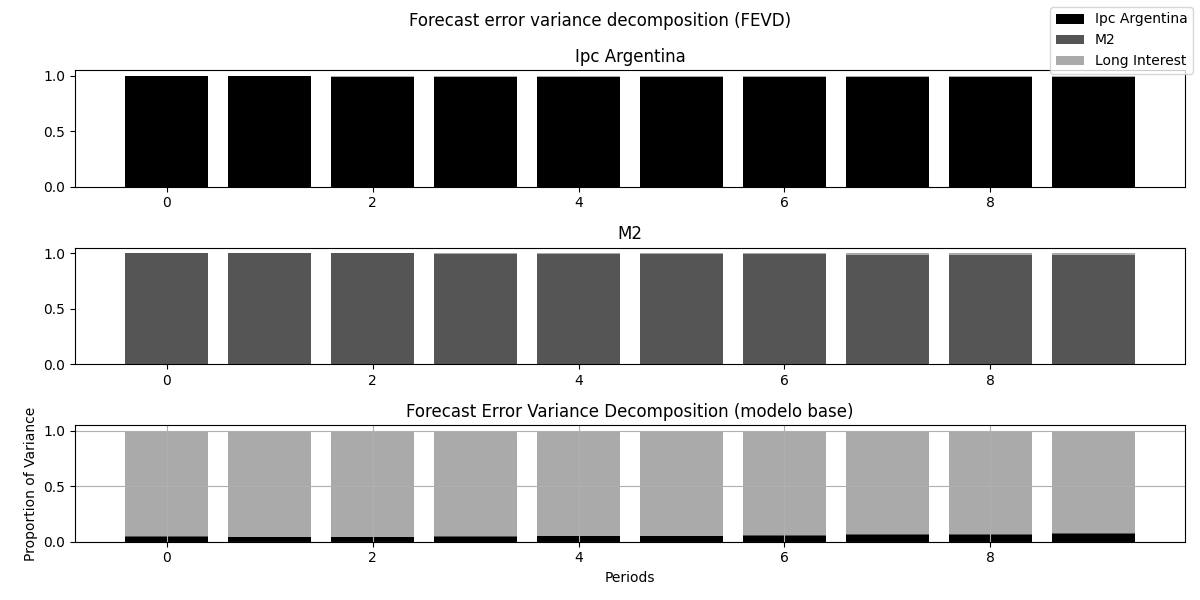 Forecast error variance decomposition (FEVD)
Ipc Argentina
M2
Long Interest
Ipc Argentina
1.0
0.5
0.0
0 2 4 6 8
M2
1.0
0.5
0.0
0 2 4 6 8
Forecast Error Variance Decomposition (modelo base)
Proportion of Variance
1.0
0.5
0.0
0 2 4 6 8
Periods